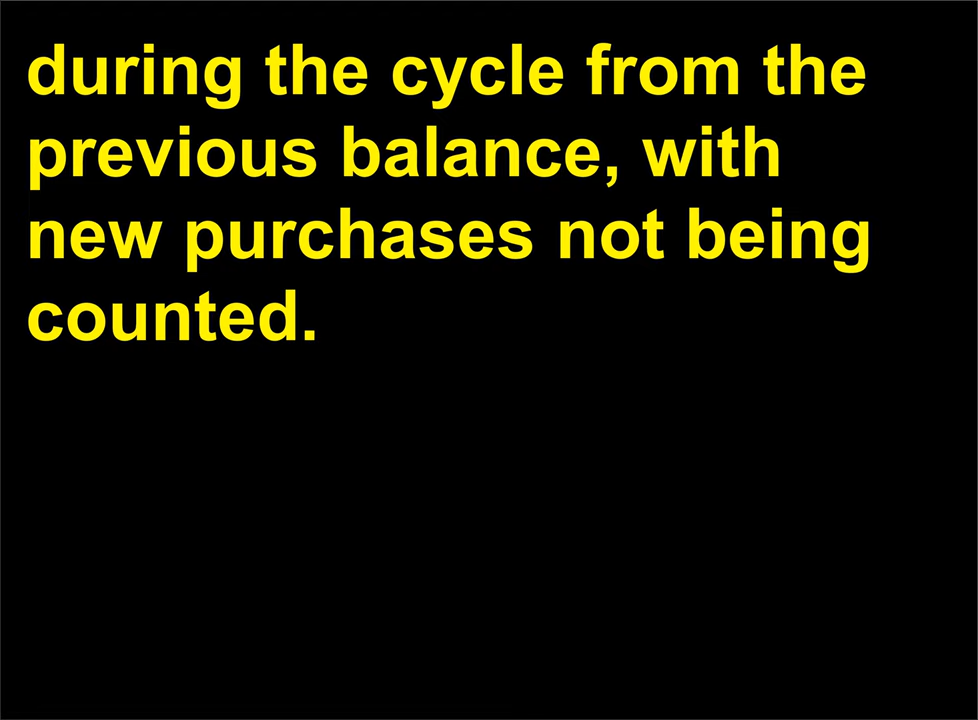 during the cycle from the
previous balance, with
new purchases not being
counted.